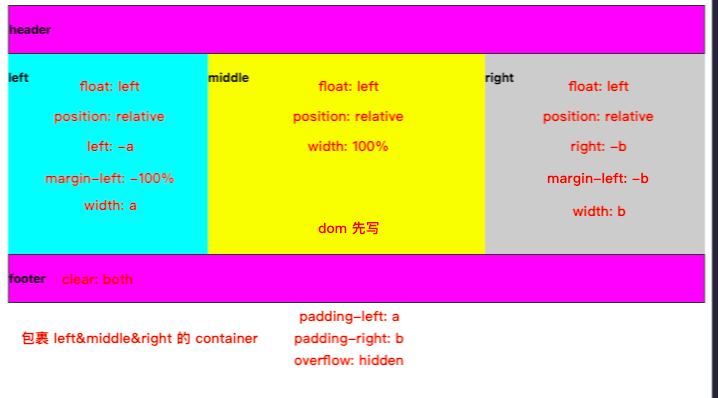 header
left
float: left
position: relative
left: -a
margin-left: -100%
width: a
middle
float: left
position: relative
width: 100%
dom 先写
right
float: left
position: relative
right: -b
margin-left: -b
width: b
footer
clear: both
包裹 left&middle&right 的 container
padding-left: a
padding-right: b
overflow: hidden